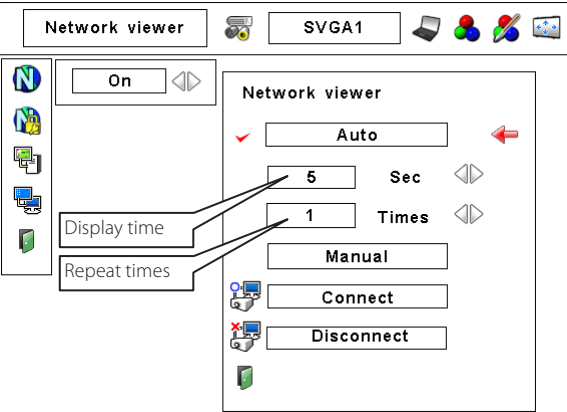 Network viewer
SVGA1
On
Network viewer
Auto
5 Sec
Display time
1 Times
Repeat times
Manual
Connect
Disconnect